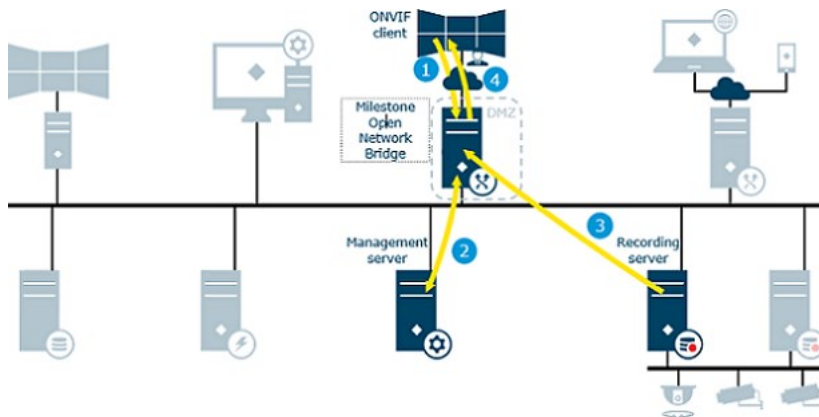 ONVIF
client
1
4
Milestone
Open
Network
Bridge
DMZ
Management
server
2
3
Recording
server